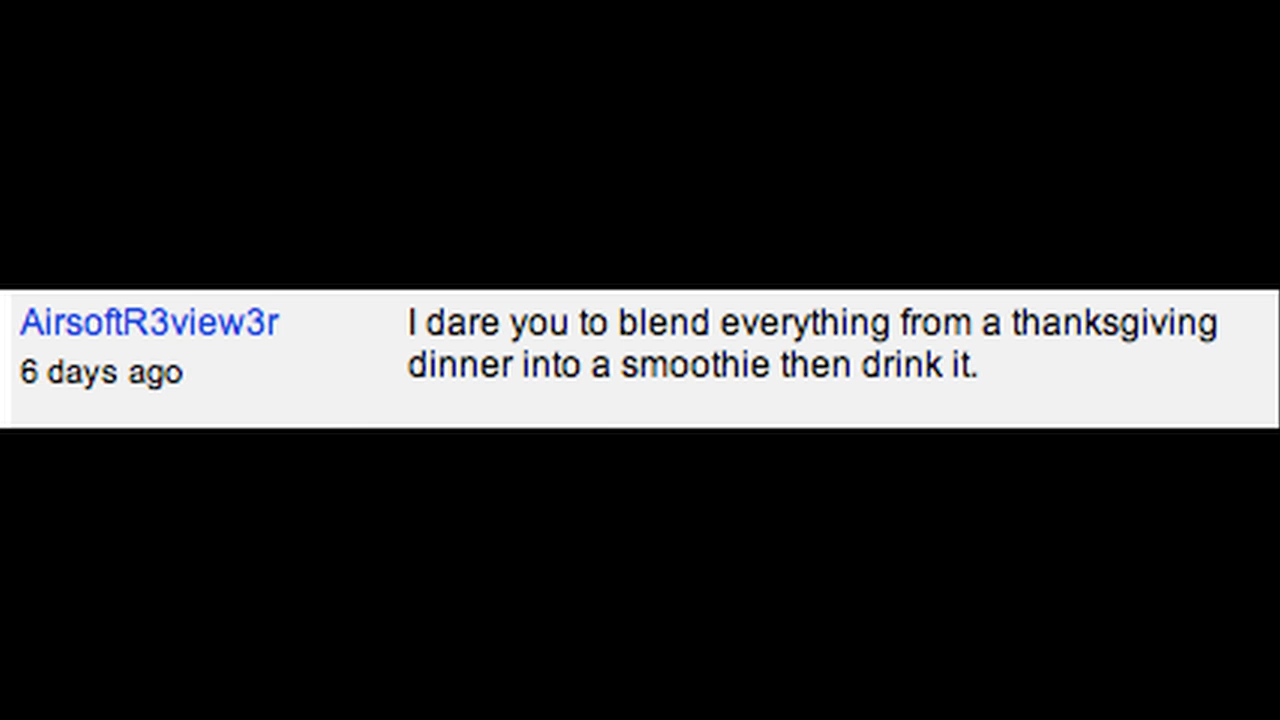 AirsoftR3view3r
6 days ago
I dare you to blend everything from a thanksgiving
dinner into a smoothie then drink it.